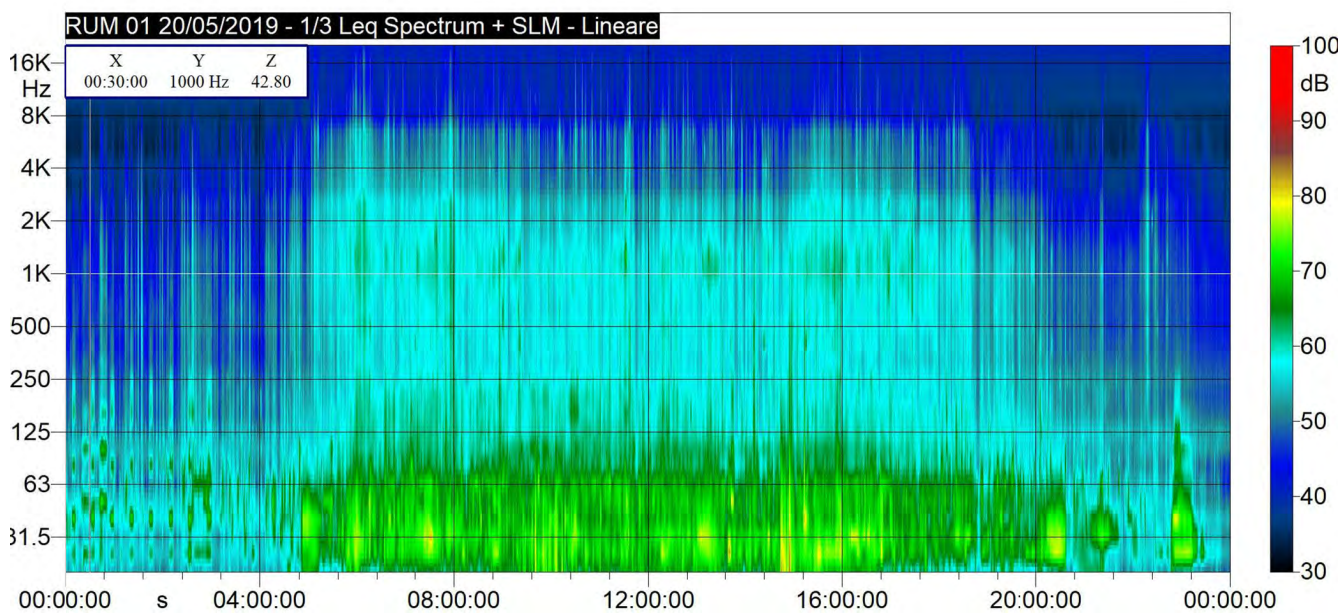 RUM 01 20/05/2019 - 1/3 Leq Spectrum + SLM - Lineare
X Y Z
00:30:00 1000 Hz 42.80
16K
Hz
8K
4K
2K
1K
500
250
125
63
31.5
00:00:00 s 04:00:00 08:00:00 12:00:00 16:00:00 20:00:00 00:00:00
100
dB
90
80
70
60
50
40
30